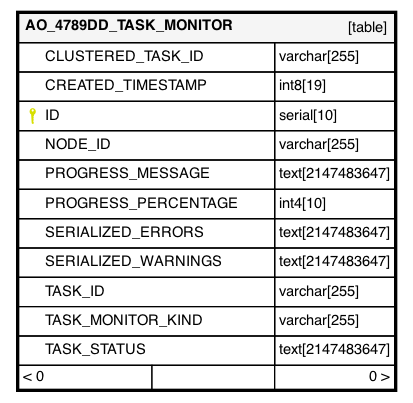 AO_4789DD_TASK_MONITOR [table]
CLUSTERED_TASK_ID varchar[255]
CREATED_TIMESTAMP int8[19]
ID serial[10]
NODE_ID varchar[255]
PROGRESS_MESSAGE text[2147483647]
PROGRESS_PERCENTAGE int4[10]
SERIALIZED_ERRORS text[2147483647]
SERIALIZED_WARNINGS text[2147483647]
TASK_ID varchar[255]
TASK_MONITOR_KIND varchar[255]
TASK_STATUS text[2147483647]
< 0 0 >